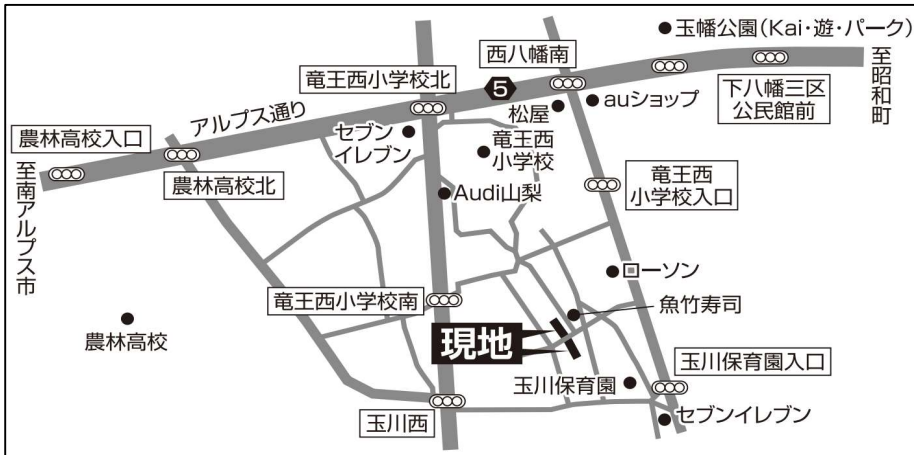 玉幡公園(Kai・遊・パーク)
西八幡南
至昭和町
竜王西小学校北
5
下八幡三区
公民館前
アルプス通り
松屋
auショップ
農林高校入口
セブン
イレブン
竜王西
小学校
農林高校北
竜王西
小学校入口
Audi山梨
至南アルプス市
ローソン
竜王西小学校南
魚竹寿司
農林高校
現地
玉川保育園
玉川保育園入口
玉川西
セブンイレブン